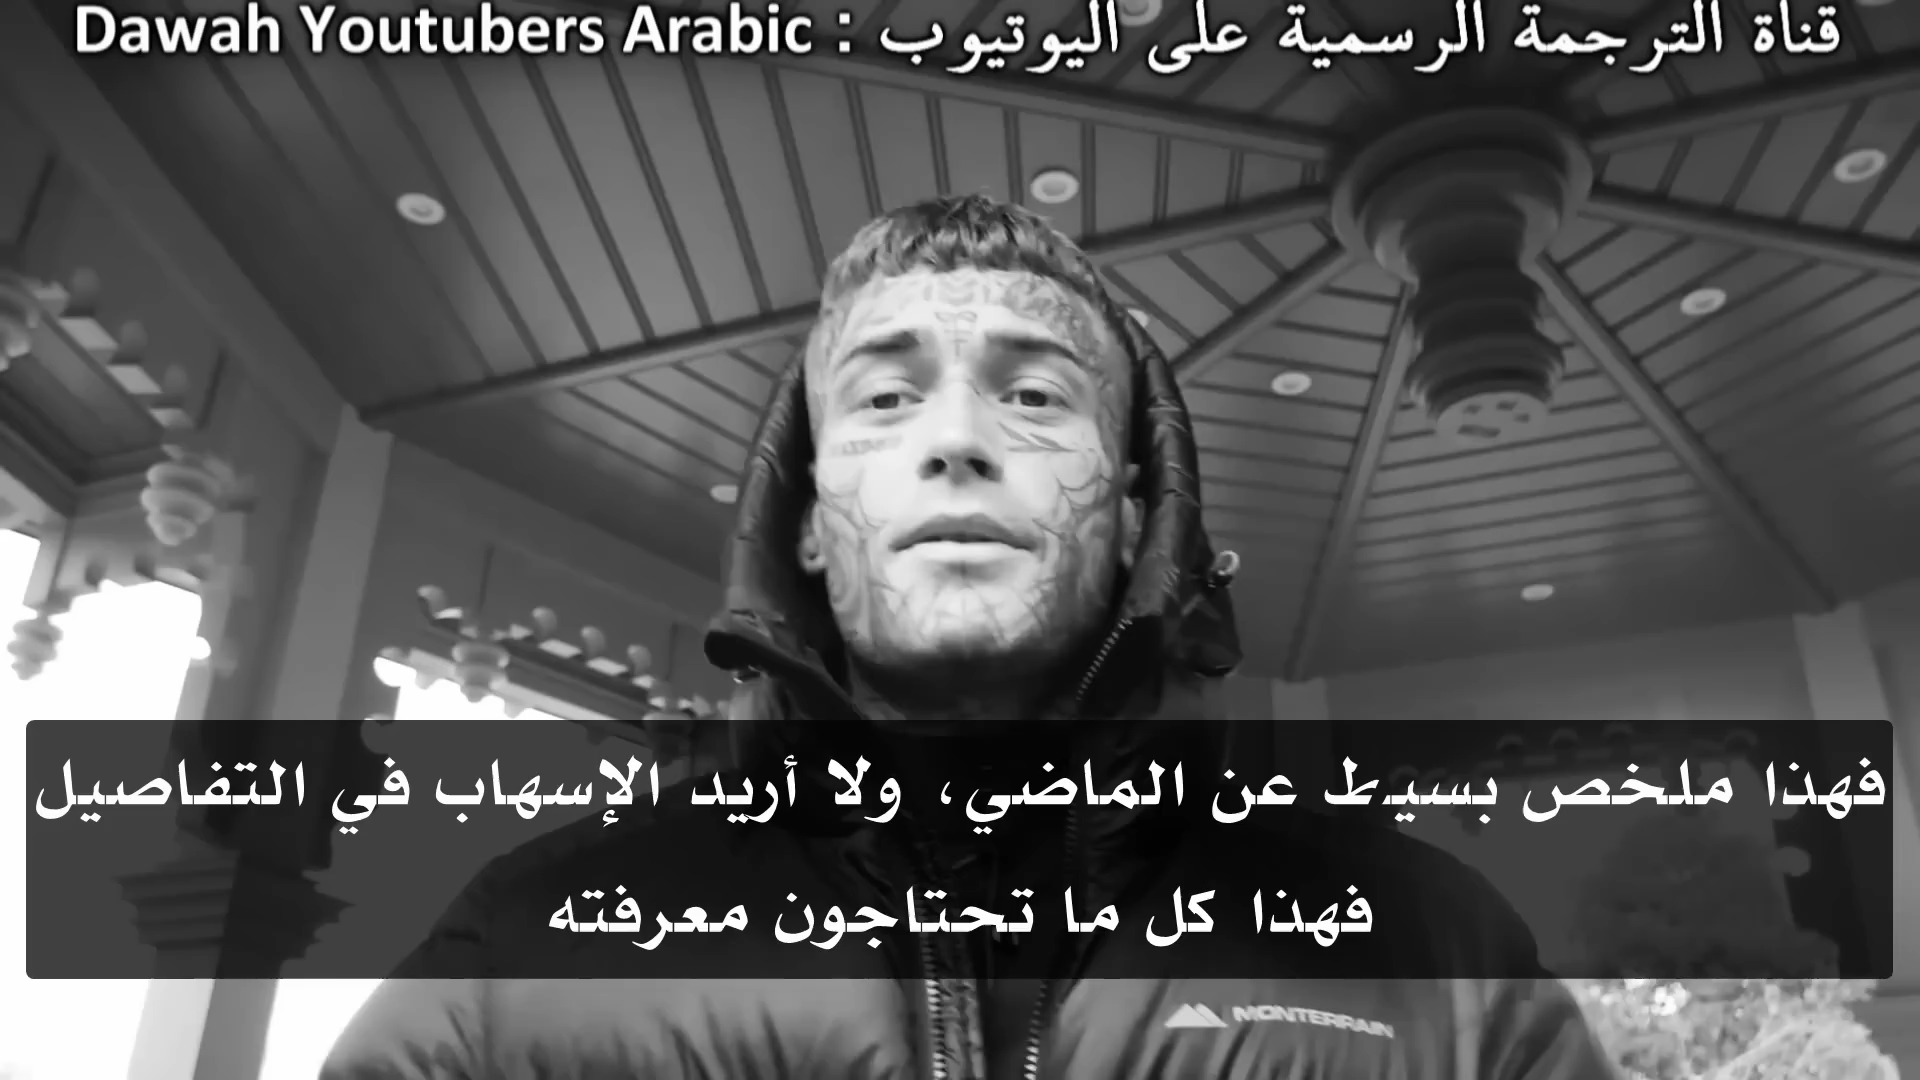 قناة الترجمة الرسمية على اليوتيوب : Dawah Youtubers Arabic
فهذا ملخص بسيط عن الماضي، ولا أريد الإسهاب في التفاصيل
فهذا كل ما تحتاجون معرفته
MONTERRAIN